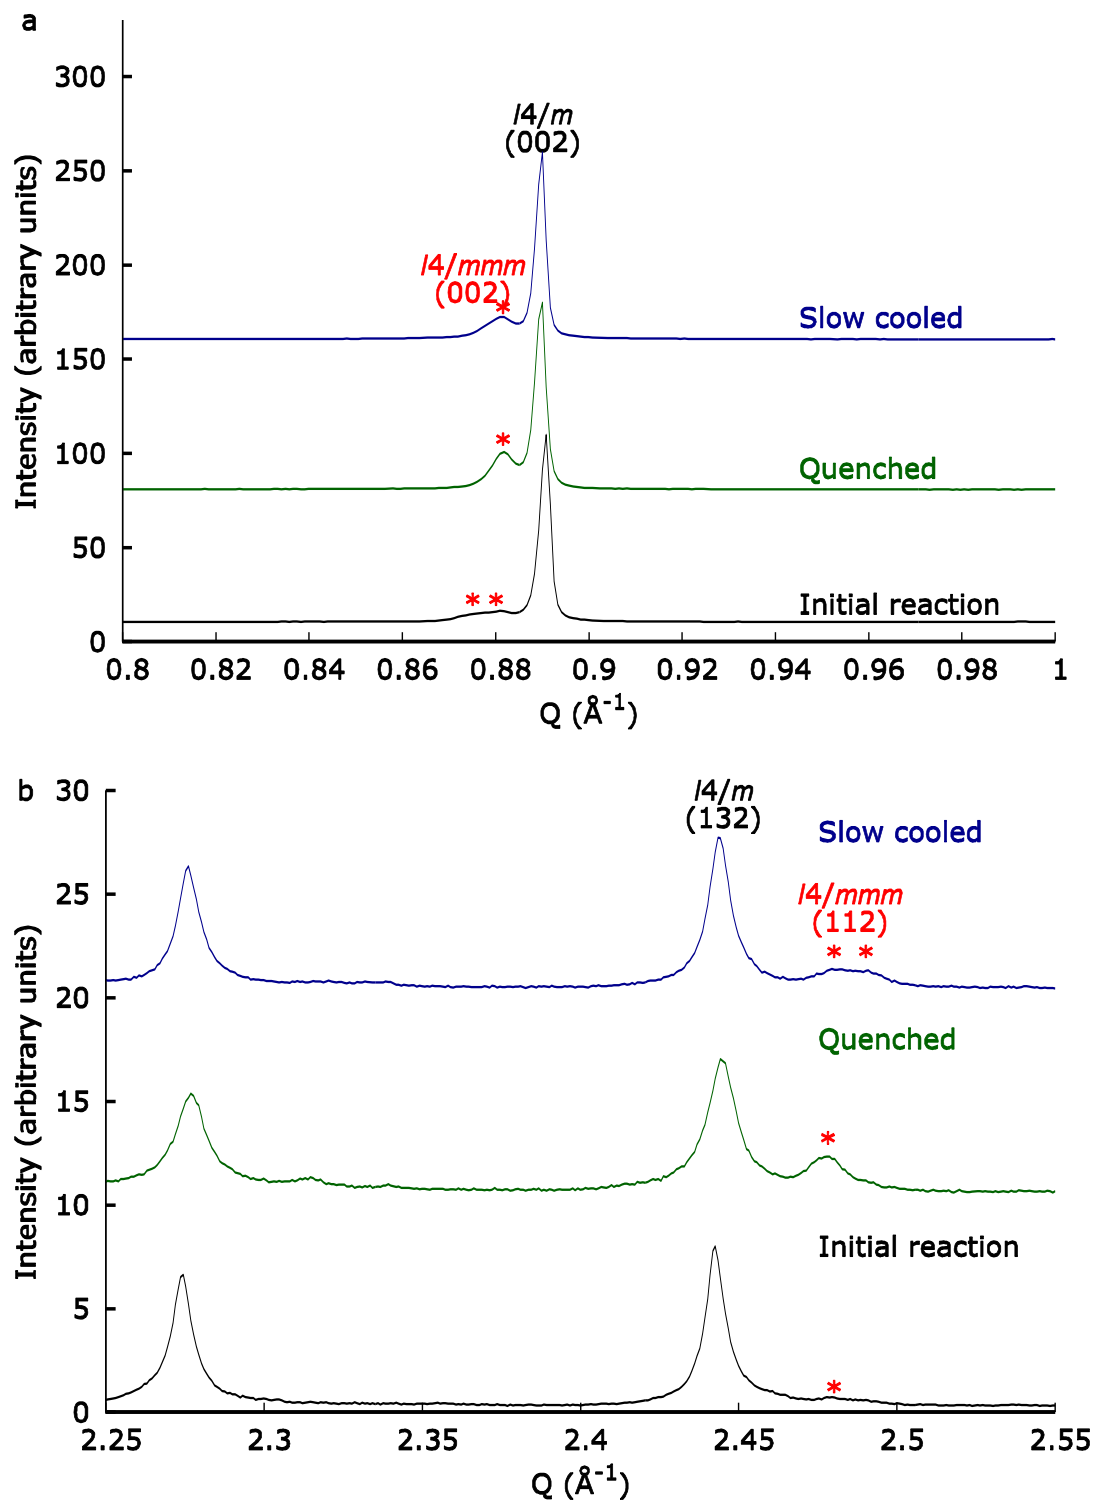 a
I4/m
(002)
I4/mmm
(002)
*
Slow cooled
*
Quenched
* *
Initial reaction
300
250
200
150
100
50
0
Intensity (arbitrary units)
0.8 0.82 0.84 0.86 0.88 0.9 0.92 0.94 0.96 0.98 1
Q (Å-1)
b
I4/m
(132)
Slow cooled
I4/mmm
(112)
* *
Quenched
*
Initial reaction
*
30
25
20
15
10
5
0
Intensity (arbitrary units)
2.25 2.3 2.35 2.4 2.45 2.5 2.55
Q (Å-1)